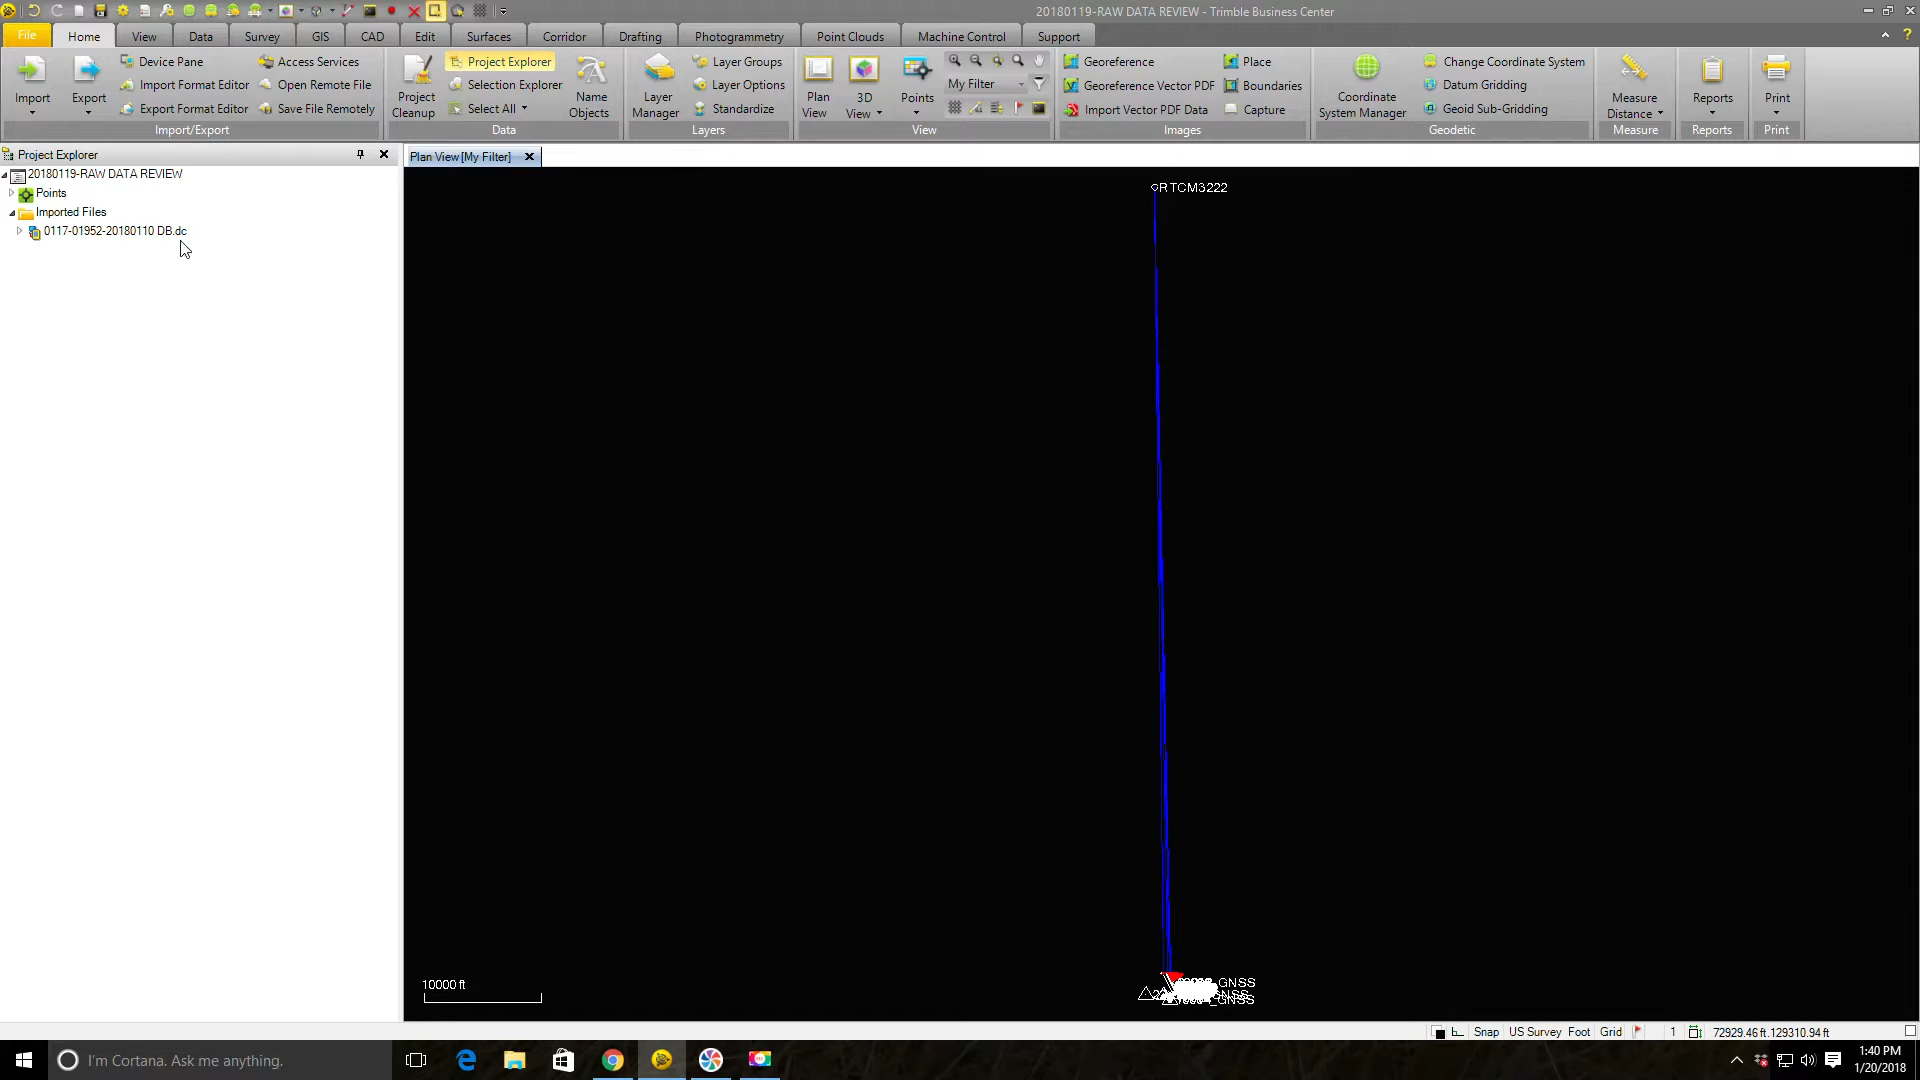 20180119-RAW DATA REVIEW - Trimble Business Center
File Home View Data Survey GIS CAD Edit Surfaces Corridor Drafting Photogrammetry Point Clouds Machine Control Support
Import
Export
Device Pane
Import Format Editor
Export Format Editor
Access Services
Open Remote File
Save File Remotely
Import/Export
Project Cleanup
Project Explorer
Selection Explorer
Select All
Name Objects
Data
Layer Manager
Layer Groups
Layer Options
Standardize
Layers
Plan View
3D View
Points
My Filter
View
Georeference
Georeference Vector PDF
Import Vector PDF Data
Place
Boundaries
Capture
Images
Coordinate System Manager
Change Coordinate System
Datum Gridding
Geoid Sub-Gridding
Geodetic
Measure Distance
Measure
Reports
Reports
Print
Print
Project Explorer
20180119-RAW DATA REVIEW
Points
Imported Files
0117-01952-20180110 DB.dc
Plan View [My Filter]
RTCM3222
10000 ft
_GNSS
_GNSS
Snap US Survey Foot Grid 1 72929.46 ft.129310.94 ft
I'm Cortana. Ask me anything.
1:40 PM
1/20/2018